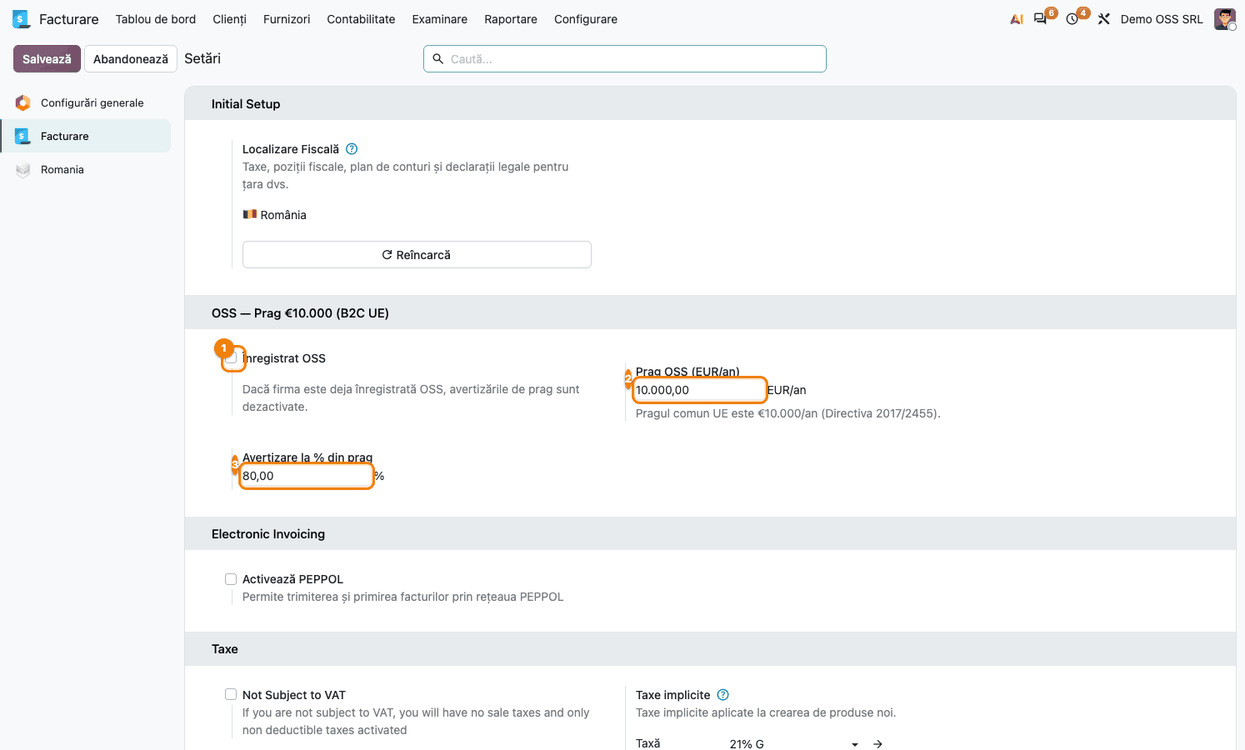 Facturare
Tablou de bord
Clienți
Furnizori
Contabilitate
Examinare
Raportare
Configurare
AI
6
4
Demo OSS SRL
Salvează
Abandonează
Setări
Caută...
Configurări generale
Facturare
Romania
Initial Setup
Localizare Fiscală ?
Taxe, poziții fiscale, plan de conturi și declarații legale pentru
țara dvs.
România
Reîncarcă
OSS — Prag €10.000 (B2C UE)
1
Înregistrat OSS
Dacă firma este deja înregistrată OSS, avertizările de prag sunt
dezactivate.
Prag OSS (EUR/an)
2
10.000,00 EUR/an
Pragul comun UE este €10.000/an (Directiva 2017/2455).
Avertizare la % din prag
3
80,00 %
Electronic Invoicing
Activează PEPPOL
Permite trimiterea și primirea facturilor prin rețeaua PEPPOL
Taxe
Not Subject to VAT
If you are not subject to VAT, you will have no sale taxes and only
non deductible taxes activated
Taxe implicite ?
Taxe implicite aplicate la crearea de produse noi.
Taxă
21% G